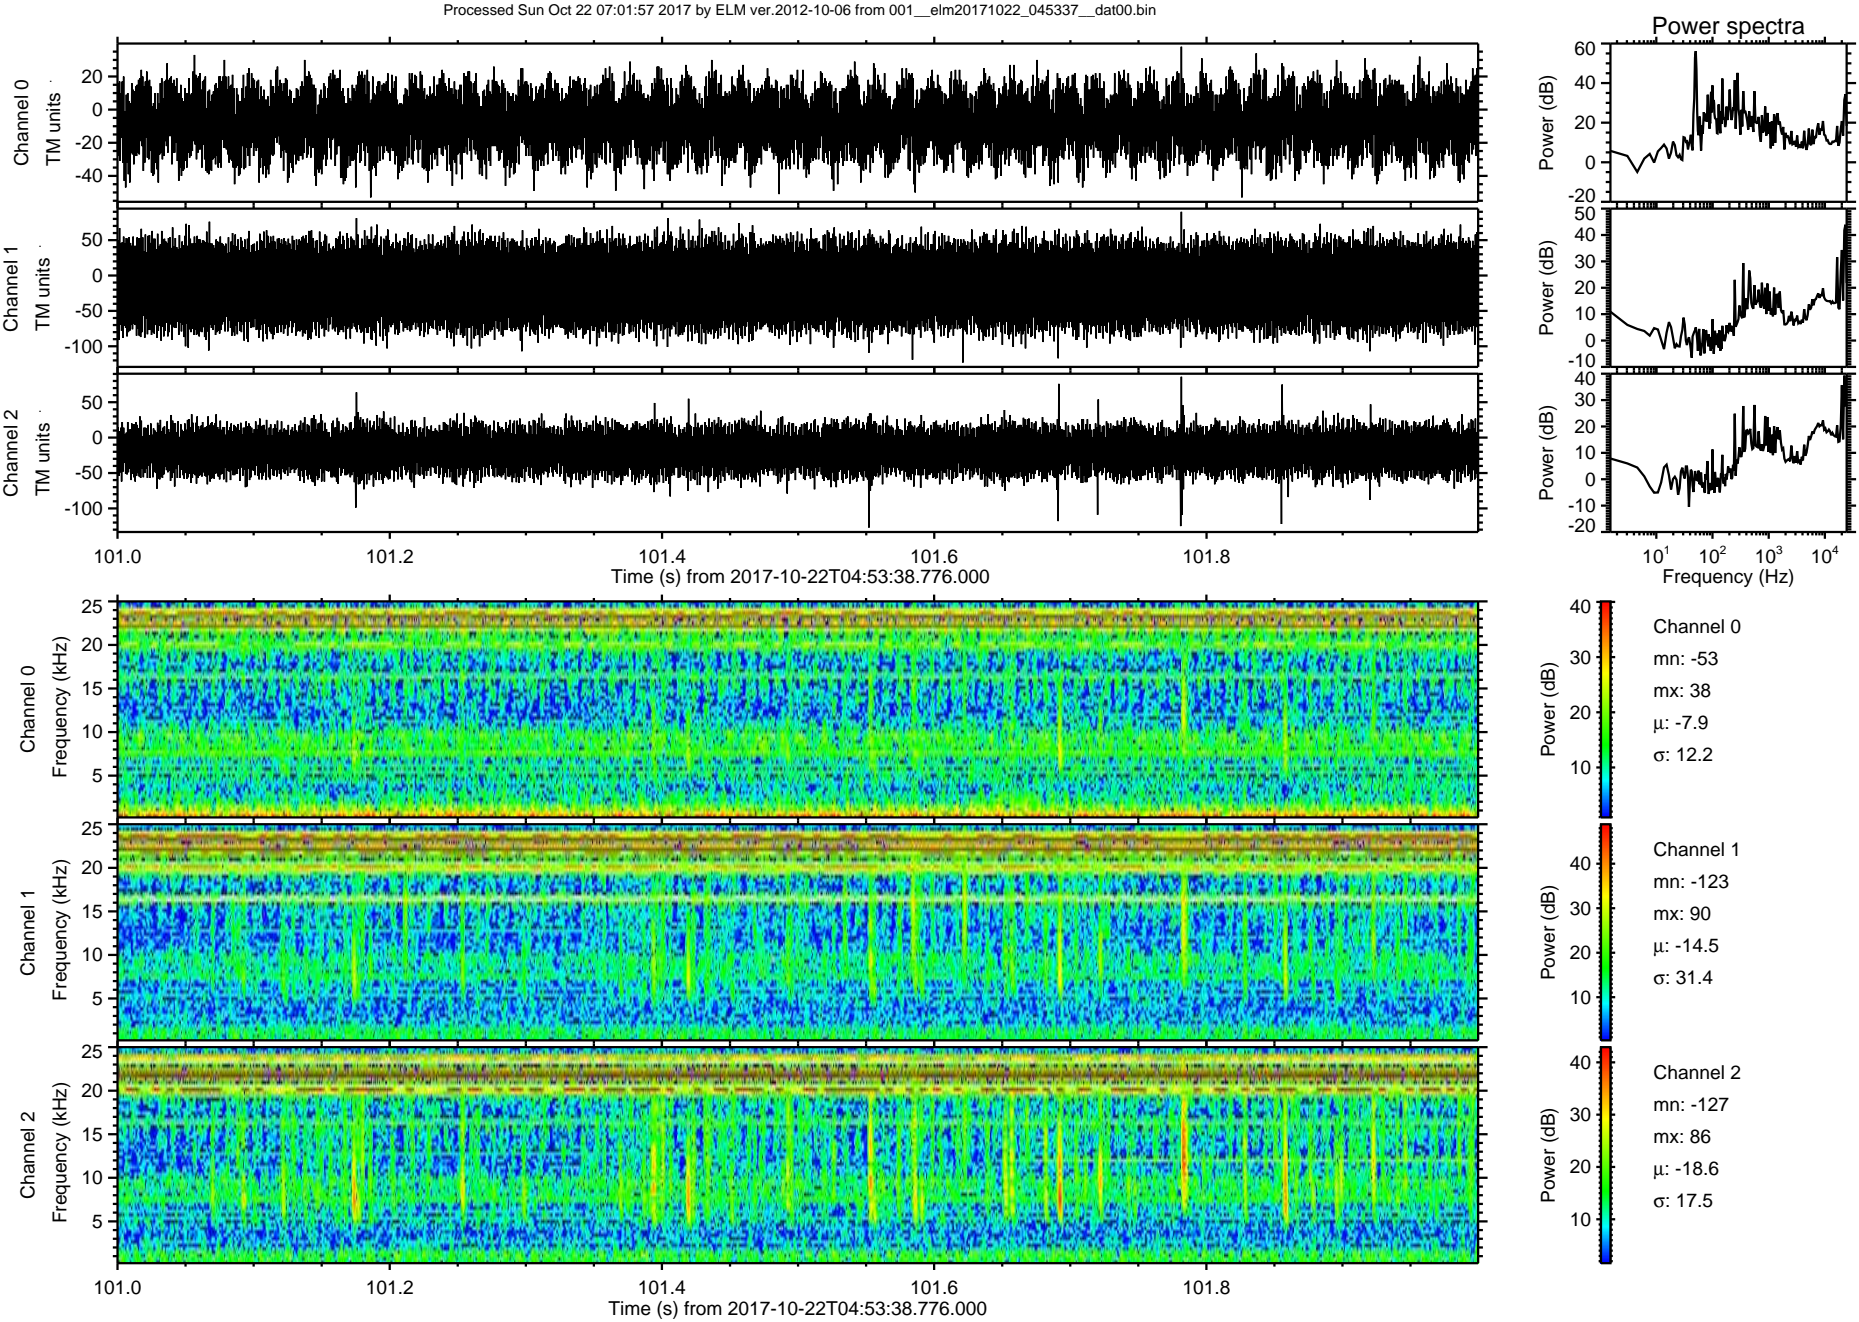 Processed Sun Oct 22 07:01:57 2017 by ELM ver.2012-10-06 from 001__elm20171022_045337__dat00.bin
Power spectra
Channel 0
TM units
20
0
-20
-40
Power (dB)
60
40
20
0
-20
Channel 1
TM units
50
0
-50
-100
Power (dB)
50
40
30
20
10
0
-10
Channel 2
TM units
50
0
-50
-100
Power (dB)
40
30
20
10
0
-10
-20
101.0 101.2 101.4 101.6 101.8
Time (s) from 2017-10-22T04:53:38.776.000
10¹ 10² 10³ 10⁴
Frequency (Hz)
Channel 0
Frequency (kHz)
25
20
15
10
5
Power (dB)
40
30
20
10
Channel 0
mn: -53
mx: 38
µ: -7.9
σ: 12.2
Channel 1
Frequency (kHz)
25
20
15
10
5
Power (dB)
40
30
20
10
Channel 1
mn: -123
mx: 90
µ: -14.5
σ: 31.4
Channel 2
Frequency (kHz)
25
20
15
10
5
Power (dB)
40
30
20
10
Channel 2
mn: -127
mx: 86
µ: -18.6
σ: 17.5
101.0 101.2 101.4 101.6 101.8
Time (s) from 2017-10-22T04:53:38.776.000